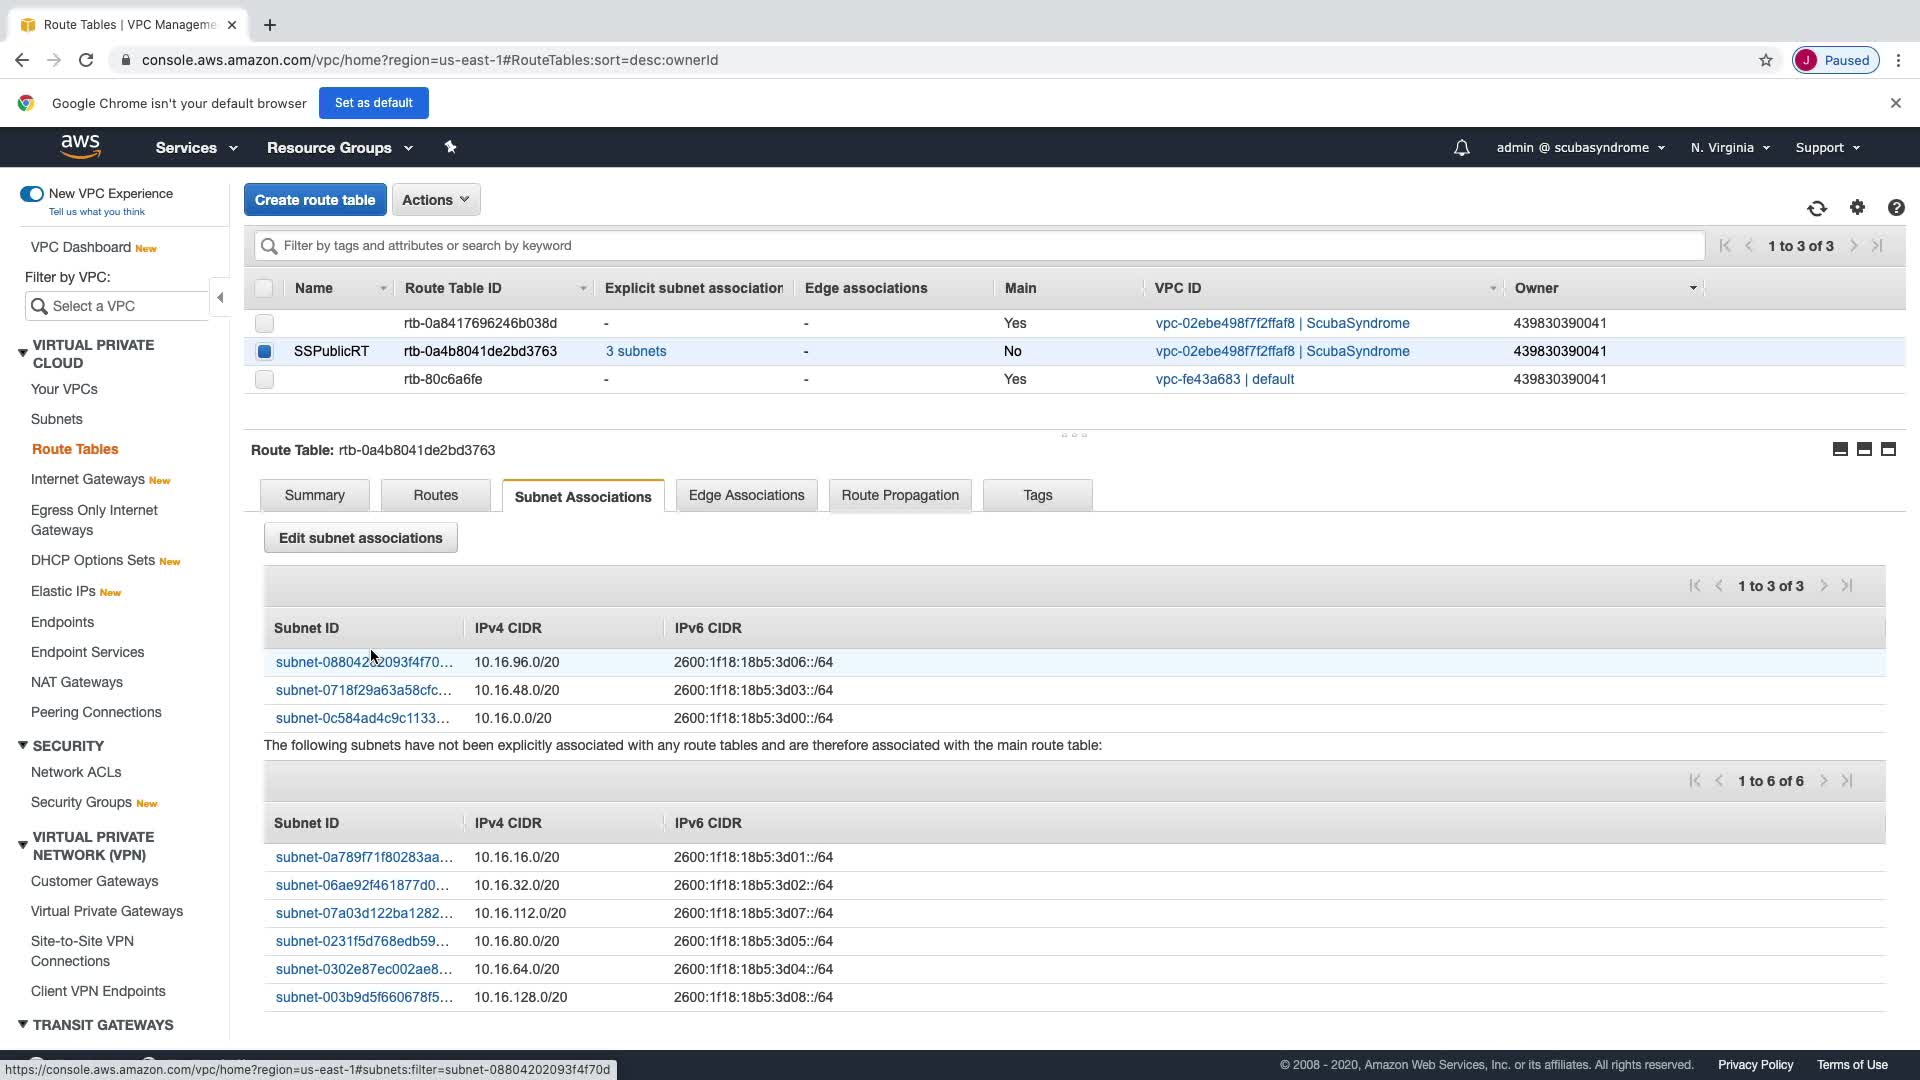 Route Tables | VPC Manageme
console.aws.amazon.com/vpc/home?region=us-east-1#RouteTables:sort=desc:ownerId
J Paused
Google Chrome isn't your default browser Set as default
aws Services Resource Groups admin @ scubasyndrome N. Virginia Support
New VPC Experience
Tell us what you think
VPC Dashboard New
Filter by VPC:
Select a VPC
VIRTUAL PRIVATE
CLOUD
Your VPCs
Subnets
Route Tables
Internet Gateways New
Egress Only Internet
Gateways
DHCP Options Sets New
Elastic IPs New
Endpoints
Endpoint Services
NAT Gateways
Peering Connections
SECURITY
Network ACLs
Security Groups New
VIRTUAL PRIVATE
NETWORK (VPN)
Customer Gateways
Virtual Private Gateways
Site-to-Site VPN
Connections
Client VPN Endpoints
TRANSIT GATEWAYS
Create route table Actions
Filter by tags and attributes or search by keyword 1 to 3 of 3
Name Route Table ID Explicit subnet association Edge associations Main VPC ID Owner
rtb-0a8417696246b038d - - Yes vpc-02ebe498f7f2ffaf8 | ScubaSyndrome 439830390041
SSPublicRT rtb-0a4b8041de2bd3763 3 subnets - No vpc-02ebe498f7f2ffaf8 | ScubaSyndrome 439830390041
rtb-80c6a6fe - - Yes vpc-fe43a683 | default 439830390041
Route Table: rtb-0a4b8041de2bd3763
Summary Routes Subnet Associations Edge Associations Route Propagation Tags
Edit subnet associations
1 to 3 of 3
Subnet ID IPv4 CIDR IPv6 CIDR
subnet-08804202093f4f70... 10.16.96.0/20 2600:1f18:18b5:3d06::/64
subnet-0718f29a63a58cfc... 10.16.48.0/20 2600:1f18:18b5:3d03::/64
subnet-0c584ad4c9c1133... 10.16.0.0/20 2600:1f18:18b5:3d00::/64
The following subnets have not been explicitly associated with any route tables and are therefore associated with the main route table:
1 to 6 of 6
Subnet ID IPv4 CIDR IPv6 CIDR
subnet-0a789f71f80283aa... 10.16.16.0/20 2600:1f18:18b5:3d01::/64
subnet-06ae92f461877d0... 10.16.32.0/20 2600:1f18:18b5:3d02::/64
subnet-07a03d122ba1282... 10.16.112.0/20 2600:1f18:18b5:3d07::/64
subnet-0231f5d768edb59... 10.16.80.0/20 2600:1f18:18b5:3d05::/64
subnet-0302e87ec002ae8... 10.16.64.0/20 2600:1f18:18b5:3d04::/64
subnet-003b9d5f660678f5... 10.16.128.0/20 2600:1f18:18b5:3d08::/64
© 2008 - 2020, Amazon Web Services, Inc. or its affiliates. All rights reserved. Privacy Policy Terms of Use
https://console.aws.amazon.com/vpc/home?region=us-east-1#subnets:filter=subnet-08804202093f4f70d